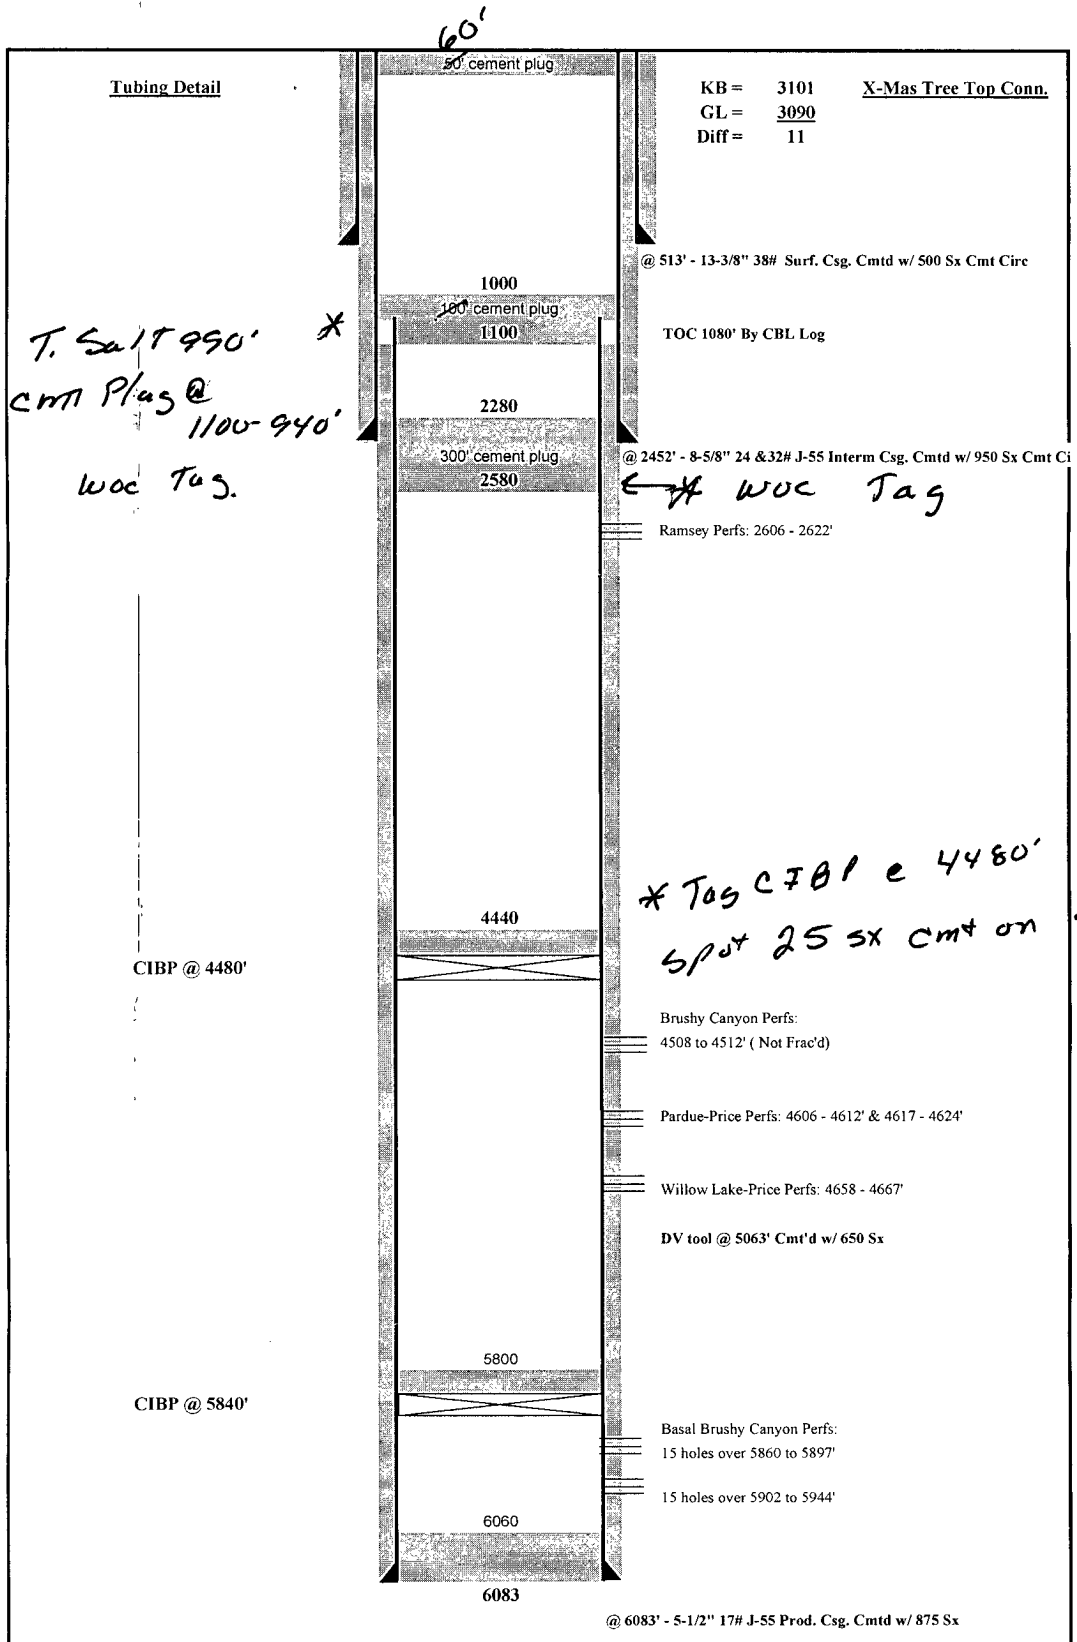 60'
50' cement plug
Tubing Detail
KB = 3101 X-Mas Tree Top Conn.
GL = 3090
Diff = 11
@ 513' - 13-3/8" 38# Surf. Csg. Cmtd w/ 500 Sx Cmt Circ
1000
100' cement plug
T. Salt 990' *
1100
TOC 1080' By CBL Log
cmt Plug @
1100-940'
2280
300' cement plug
@ 2452' - 8-5/8" 24 &32# J-55 Interm Csg. Cmtd w/ 950 Sx Cmt Ci
WOC Tag.
2580
* WOC Tag
Ramsey Perfs: 2606 - 2622'
* Tag CIBP @ 4480'
4440
Spot 25 sx cmt on
CIBP @ 4480'
Brushy Canyon Perfs:
4508 to 4512' ( Not Frac'd)
Pardue-Price Perfs: 4606 - 4612' & 4617 - 4624'
Willow Lake-Price Perfs: 4658 - 4667'
DV tool @ 5063' Cmt'd w/ 650 Sx
5800
CIBP @ 5840'
Basal Brushy Canyon Perfs:
15 holes over 5860 to 5897'
15 holes over 5902 to 5944'
6060
6083
@ 6083' - 5-1/2" 17# J-55 Prod. Csg. Cmtd w/ 875 Sx